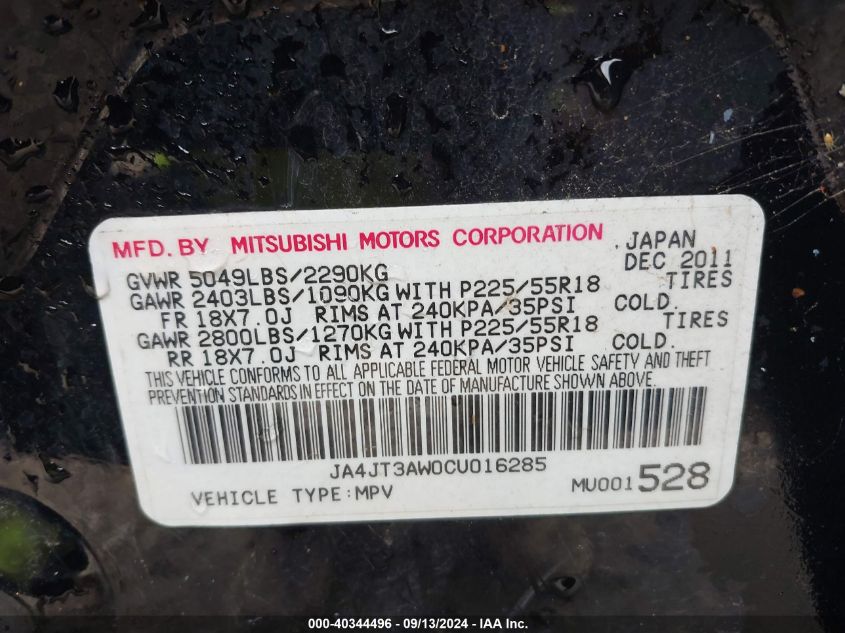 MFD. BY MITSUBISHI MOTORS CORPORATION JAPAN
GVWR 5049LBS/2290KG DEC 2011
GAWR 2403LBS/1090KG WITH P225/55R18 TIRES
FR 18X7.0J RIMS AT 240KPA/35PSI COLD.
GAWR 2800LBS/1270KG WITH P225/55R18 TIRES
RR 18X7.0J RIMS AT 240KPA/35PSI COLD.
THIS VEHICLE CONFORMS TO ALL APPLICABLE FEDERAL MOTOR VEHICLE SAFETY AND THEFT
PREVENTION STANDARDS IN EFFECT ON THE DATE OF MANUFACTURE SHOWN ABOVE.
JA4JT3AW0CU016285
VEHICLE TYPE:MPV MU001528
000-40344496 - 09/13/2024 - IAA Inc.